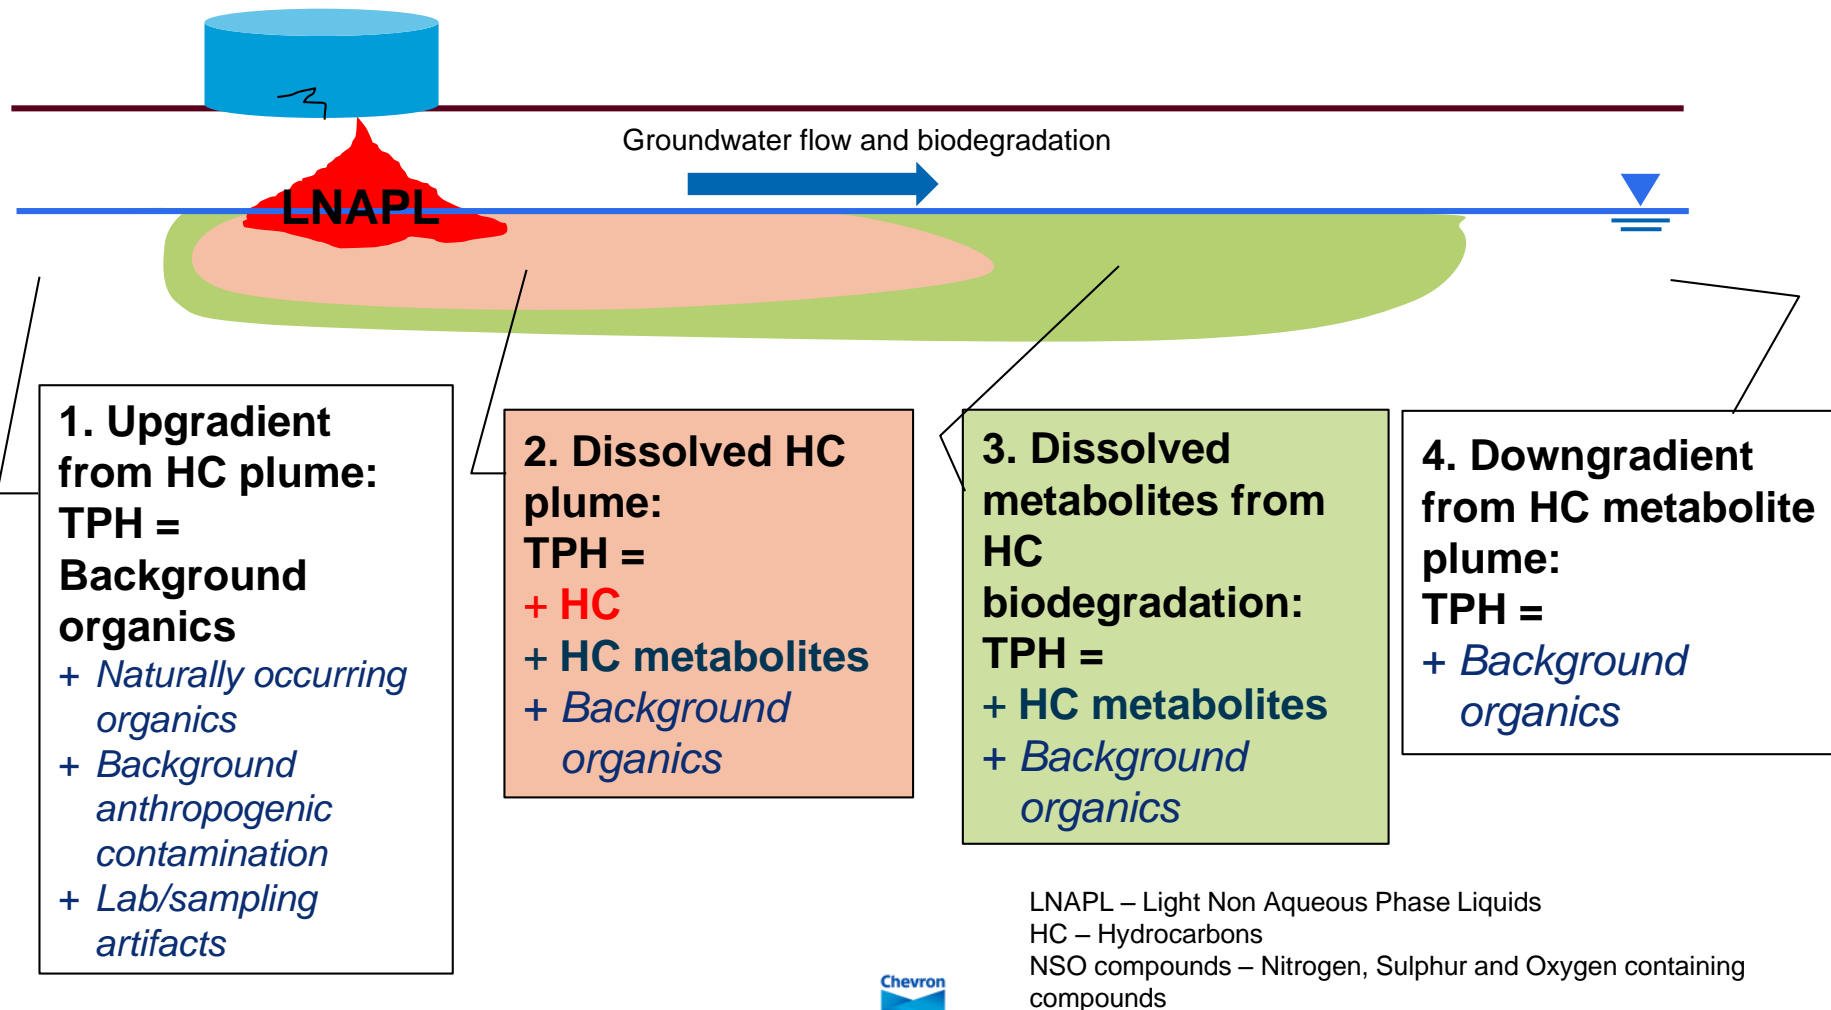 Groundwater flow and biodegradation
LNAPL
1. Upgradient
from HC plume:
TPH =
Background
organics
+ Naturally occurring
organics
+ Background
anthropogenic
contamination
+ Lab/sampling
artifacts
2. Dissolved HC
plume:
TPH =
+ HC
+ HC metabolites
+ Background
organics
3. Dissolved
metabolites from
HC
biodegradation:
TPH =
+ HC metabolites
+ Background
organics
4. Downgradient
from HC metabolite
plume:
TPH =
+ Background
organics
LNAPL – Light Non Aqueous Phase Liquids
HC – Hydrocarbons
NSO compounds – Nitrogen, Sulphur and Oxygen containing
compounds
Chevron